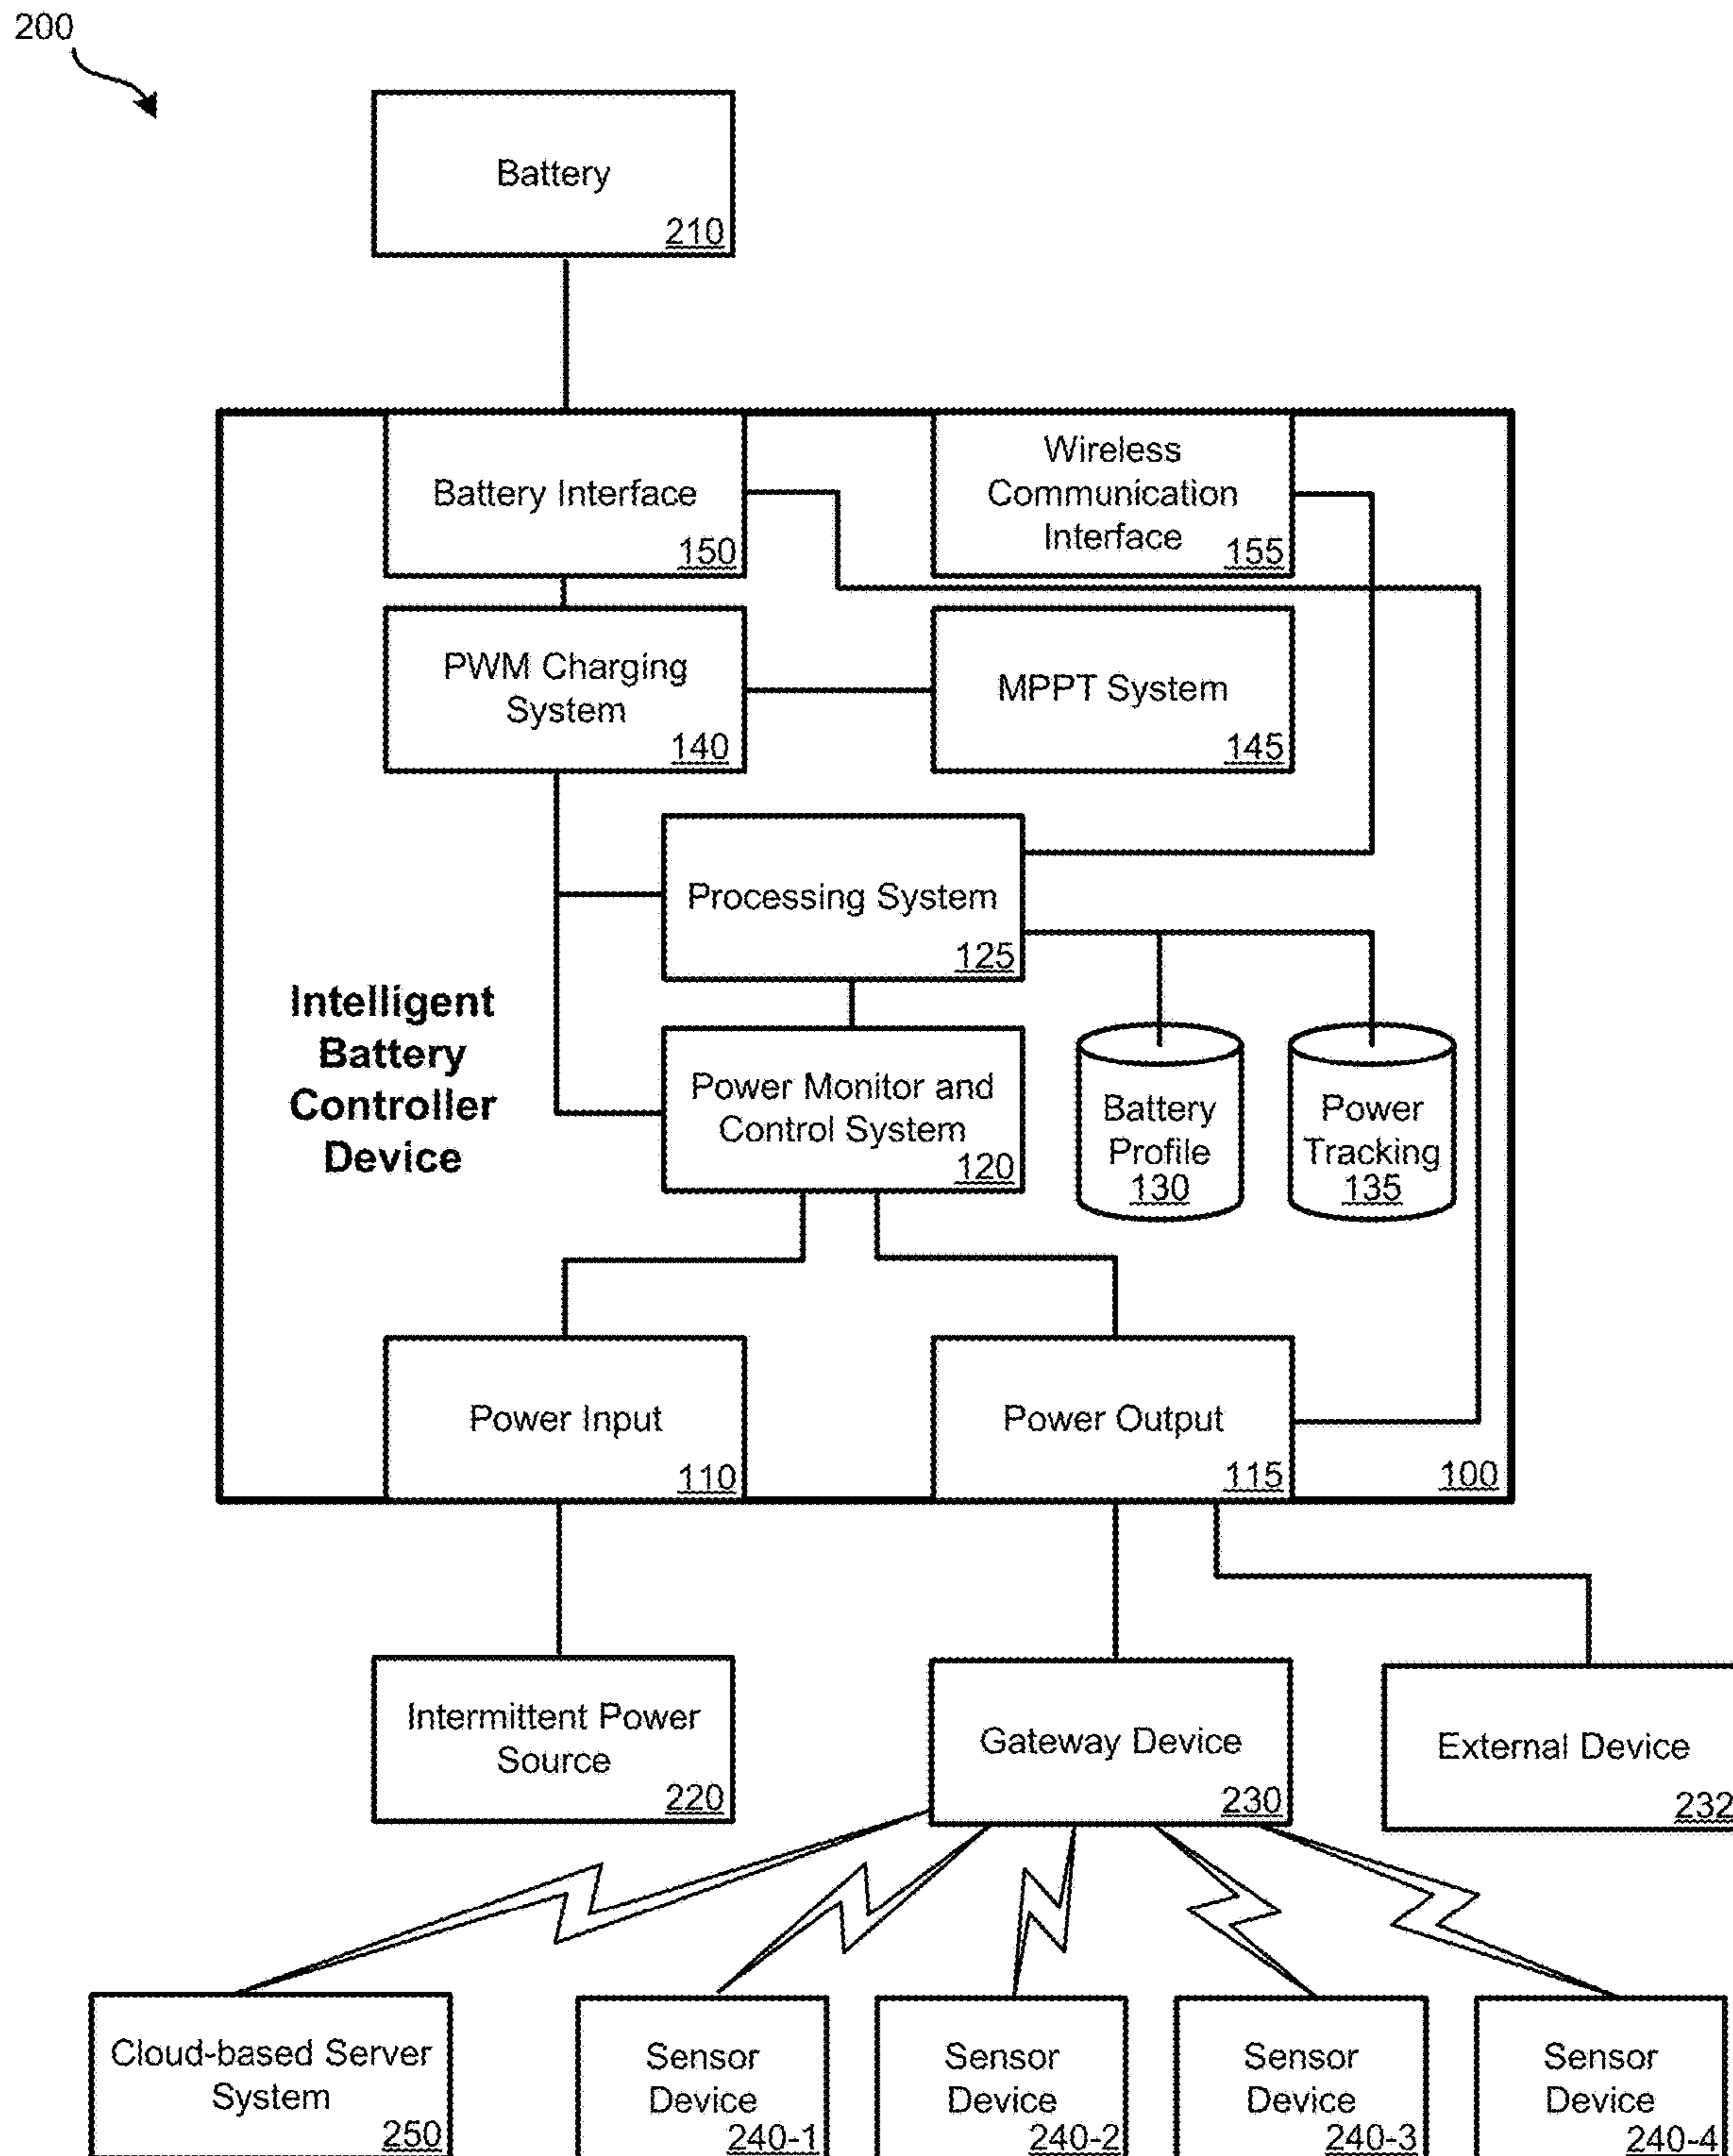 200
Battery
210
Battery Interface
150
Wireless
Communication
Interface
155
PWM Charging
System
140
MPPT System
145
Processing System
125
Intelligent
Battery
Controller
Device
Power Monitor and
Control System
120
Battery
Profile
130
Power
Tracking
135
Power Input
110
Power Output
115
100
Intermittent Power
Source
220
Gateway Device
230
External Device
232
Cloud-based Server
System
250
Sensor
Device
240-1
Sensor
Device
240-2
Sensor
Device
240-3
Sensor
Device
240-4